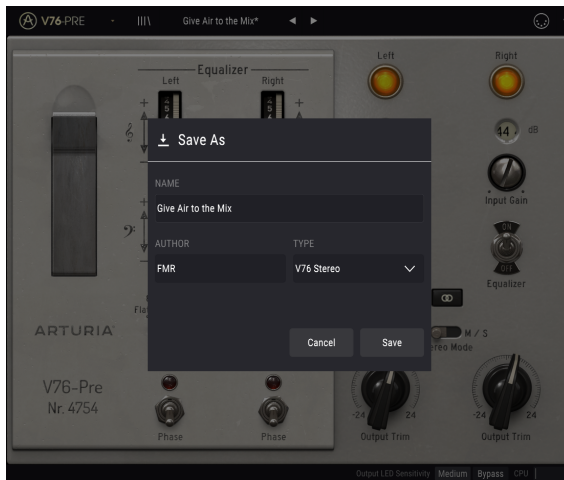 V76-PRE
Give Air to the Mix*
Equalizer
Left
Right
Left
Right
44 dB
Input Gain
ON
OFF
Equalizer
Save As
NAME
Give Air to the Mix
AUTHOR
TYPE
FMR
V76 Stereo
Cancel
Save
M / S
ARTURIA
V76-Pre
Nr. 4754
-24
24
-24
24
Phase
Phase
Output Trim
Output Trim
Output LED Sensitivity
Medium
Bypass
CPU